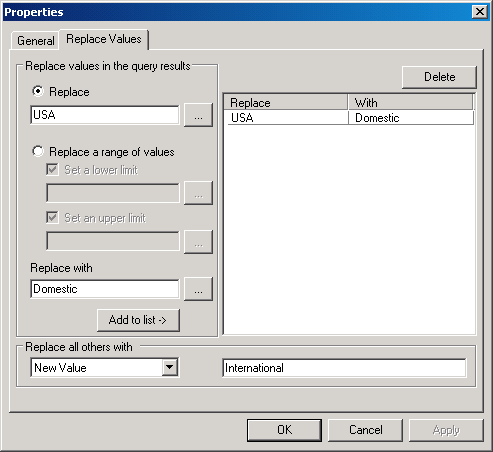 Properties
General
Replace Values
Replace values in the query results
Replace
USA
...
Replace a range of values
Set a lower limit
...
Set an upper limit
...
Replace with
Domestic
...
Add to list ->
Delete
Replace With
USA Domestic
Replace all others with
New Value
International
OK Cancel Apply